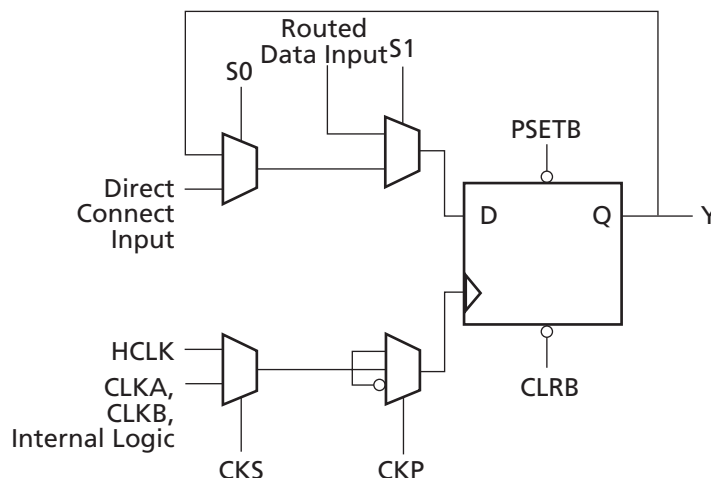 Routed
Data Input
S1
S0
PSETB
Direct
Connect
Input
D
Q
Y
HCLK
CLKA,
CLKB,
Internal Logic
CLRB
CKS
CKP